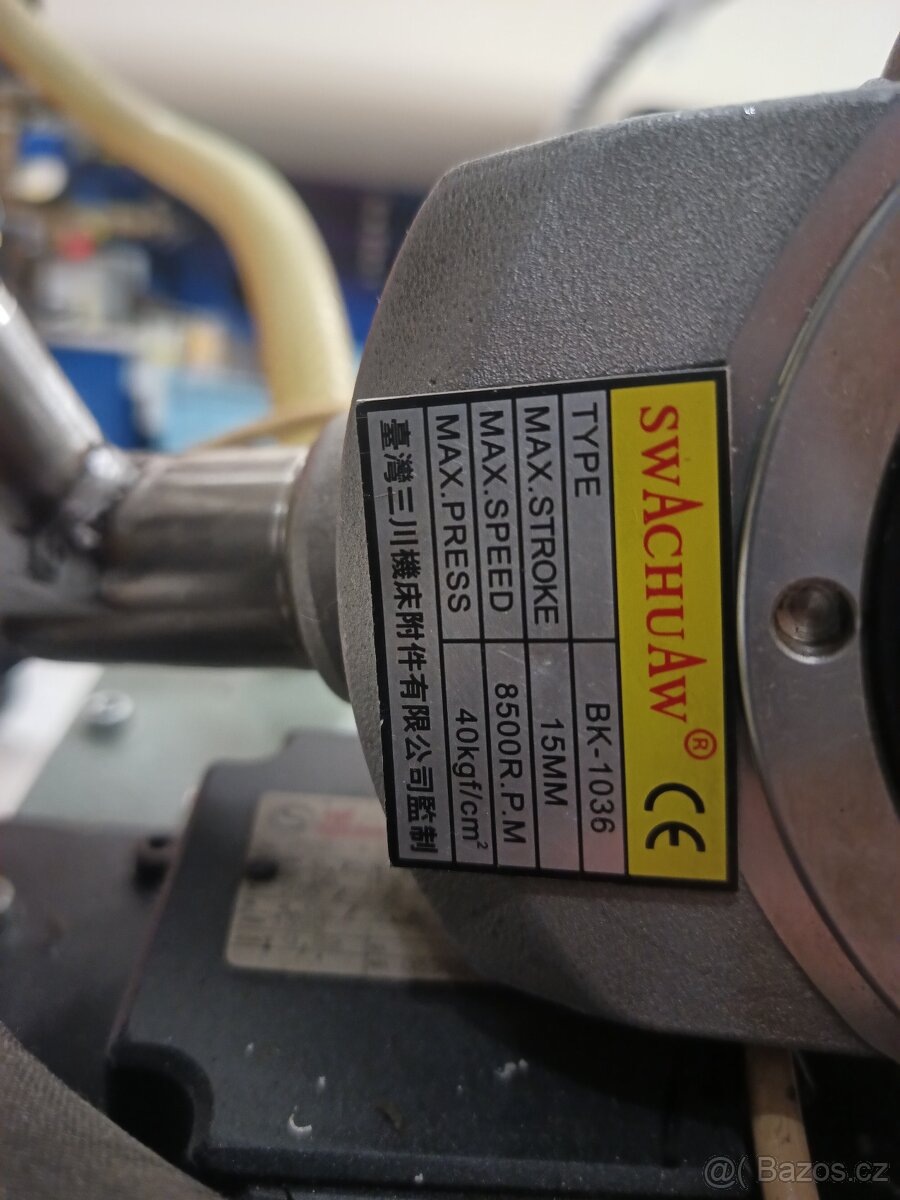 SWACHUAW® CE
TYPE BK-1036
MAX.STROKE 15MM
MAX.SPEED 8500R.P.M
MAX.PRESS 40kgf/cm²
臺灣三川機床附件有限公司監制
@( Bazos.cz